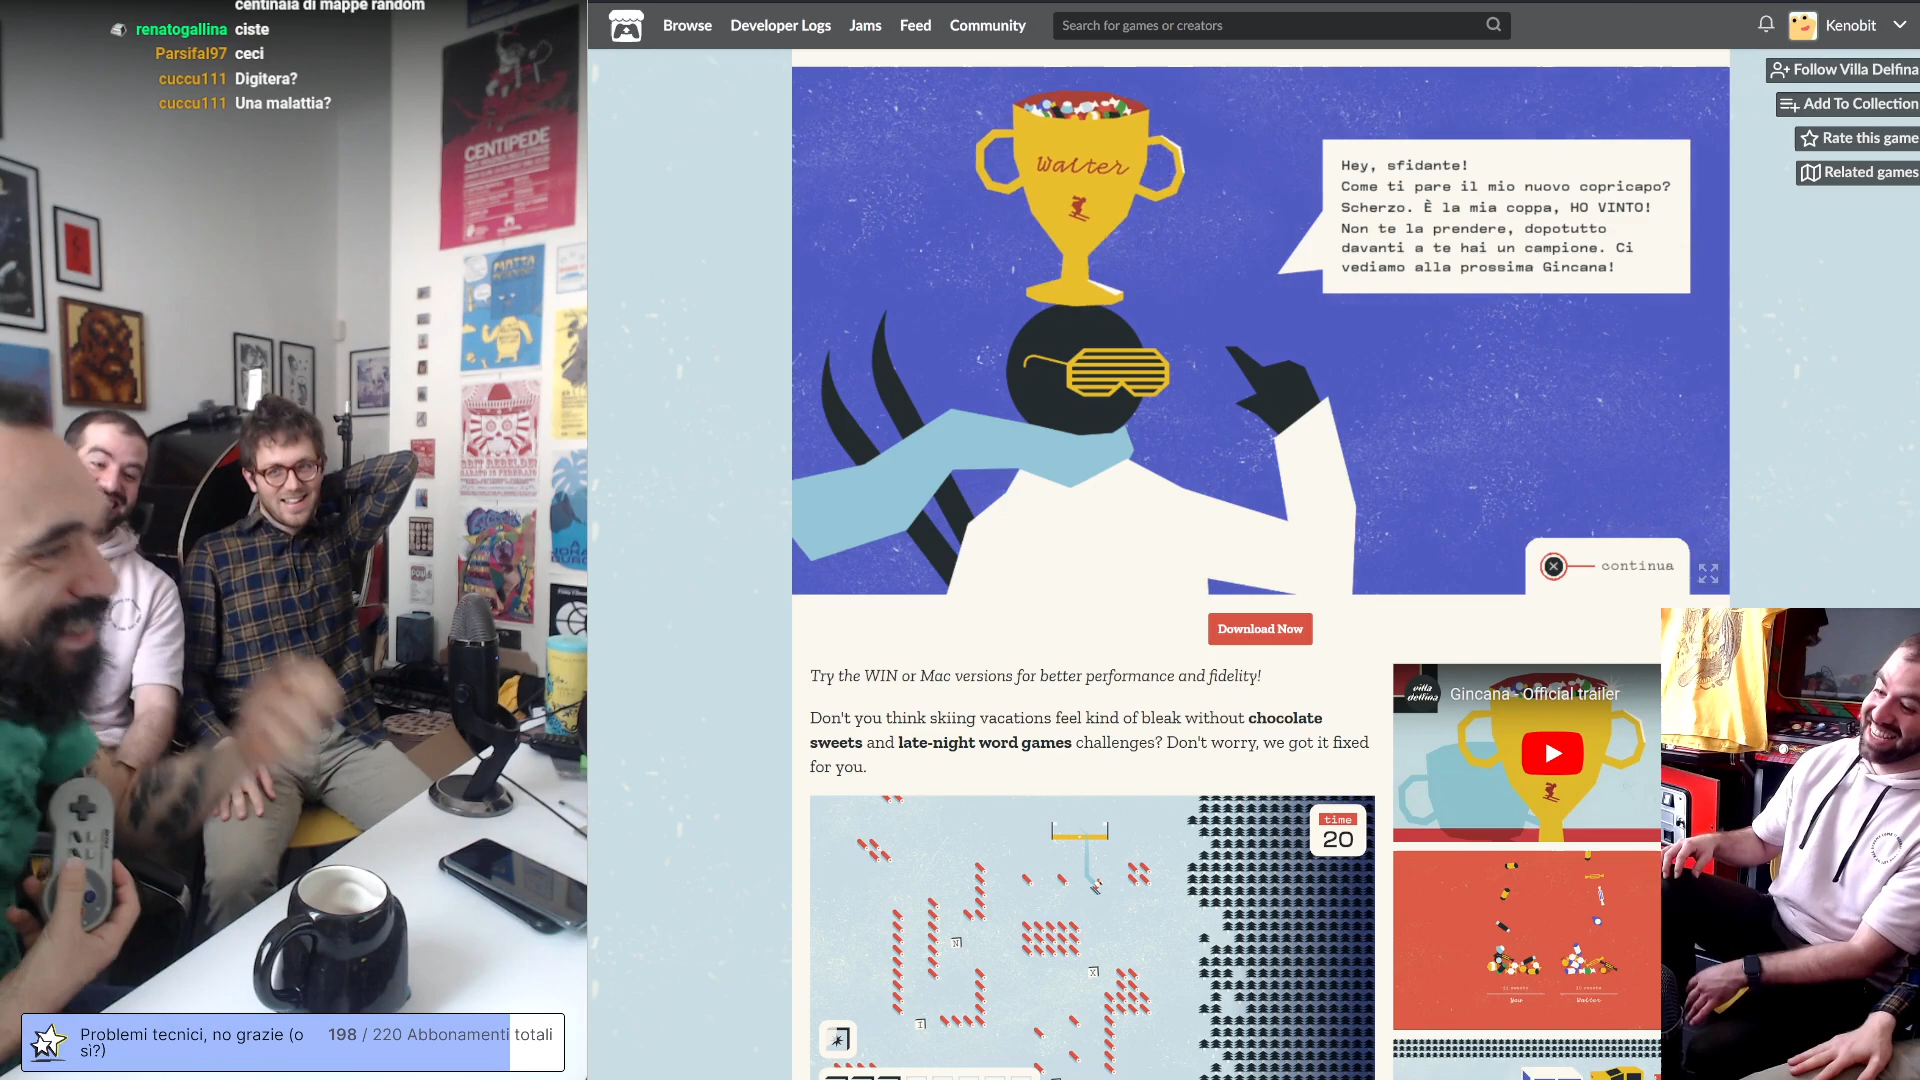 centinaia di mappe random
renatogallina ciste
Parsifal97 ceci
cuccu111 Digitera?
cuccu111 Una malattia?
CENTIPEDE
Browse
Developer Logs
Jams
Feed
Community
Search for games or creators
Kenobit
Follow Villa Delfina
Add To Collection
Rate this game
Related games
Walter
Hey, sfidante!
Come ti pare il mio nuovo copricapo?
Scherzo. È la mia coppa, HO VINTO!
Non te la prendere, dopotutto
davanti a te hai un campione. Ci
vediamo alla prossima Gincana!
continua
Download Now
Try the WIN or Mac versions for better performance and fidelity!
Don't you think skiing vacations feel kind of bleak without chocolate
sweets and late-night word games challenges? Don't worry, we got it fixed
for you.
villa
delfina
Gincana - Official trailer
time
20
N
X
I
You
Walter
Problemi tecnici, no grazie (o
sì?)
198 / 220 Abbonamenti totali